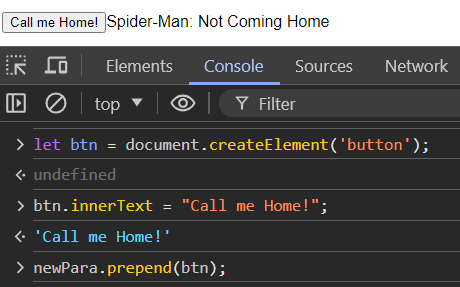 Call me Home! Spider-Man: Not Coming Home
Elements Console Sources Network
top Filter
let btn = document.createElement('button');
undefined
btn.innerText = "Call me Home!";
'Call me Home!'
newPara.prepend(btn);